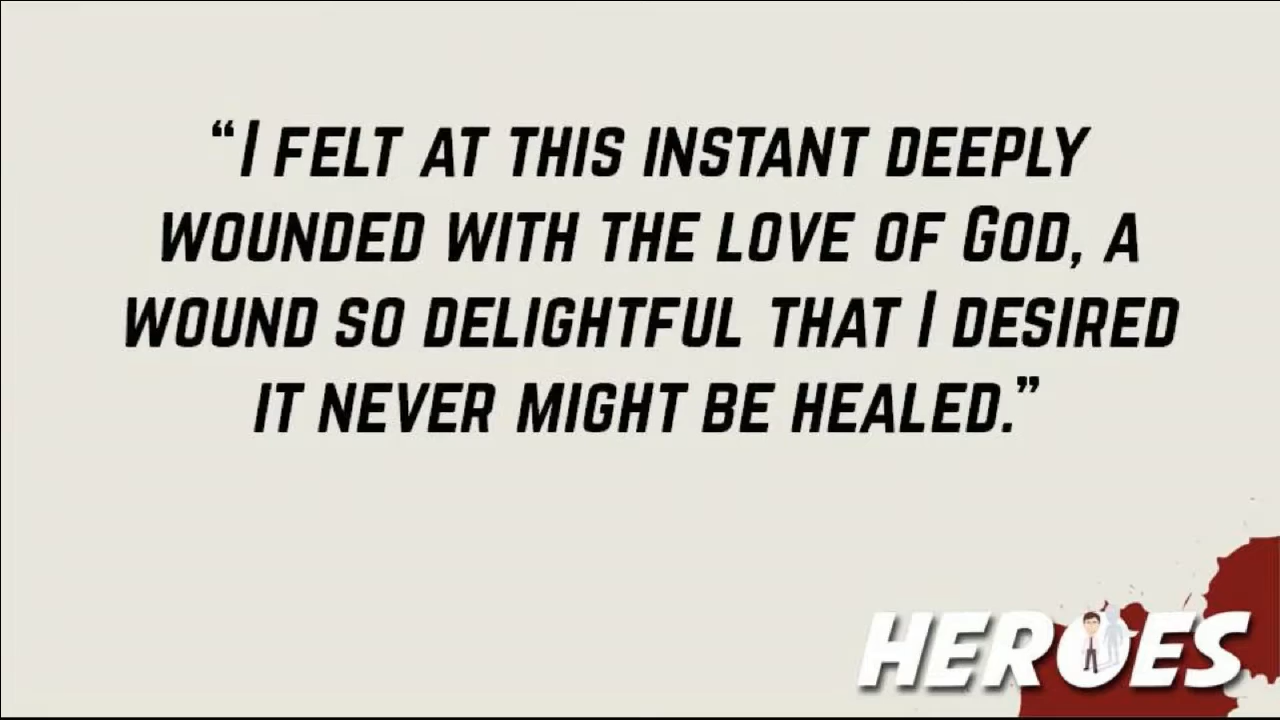 “I FELT AT THIS INSTANT DEEPLY
WOUNDED WITH THE LOVE OF GOD, A
WOUND SO DELIGHTFUL THAT I DESIRED
IT NEVER MIGHT BE HEALED.”
HEROES